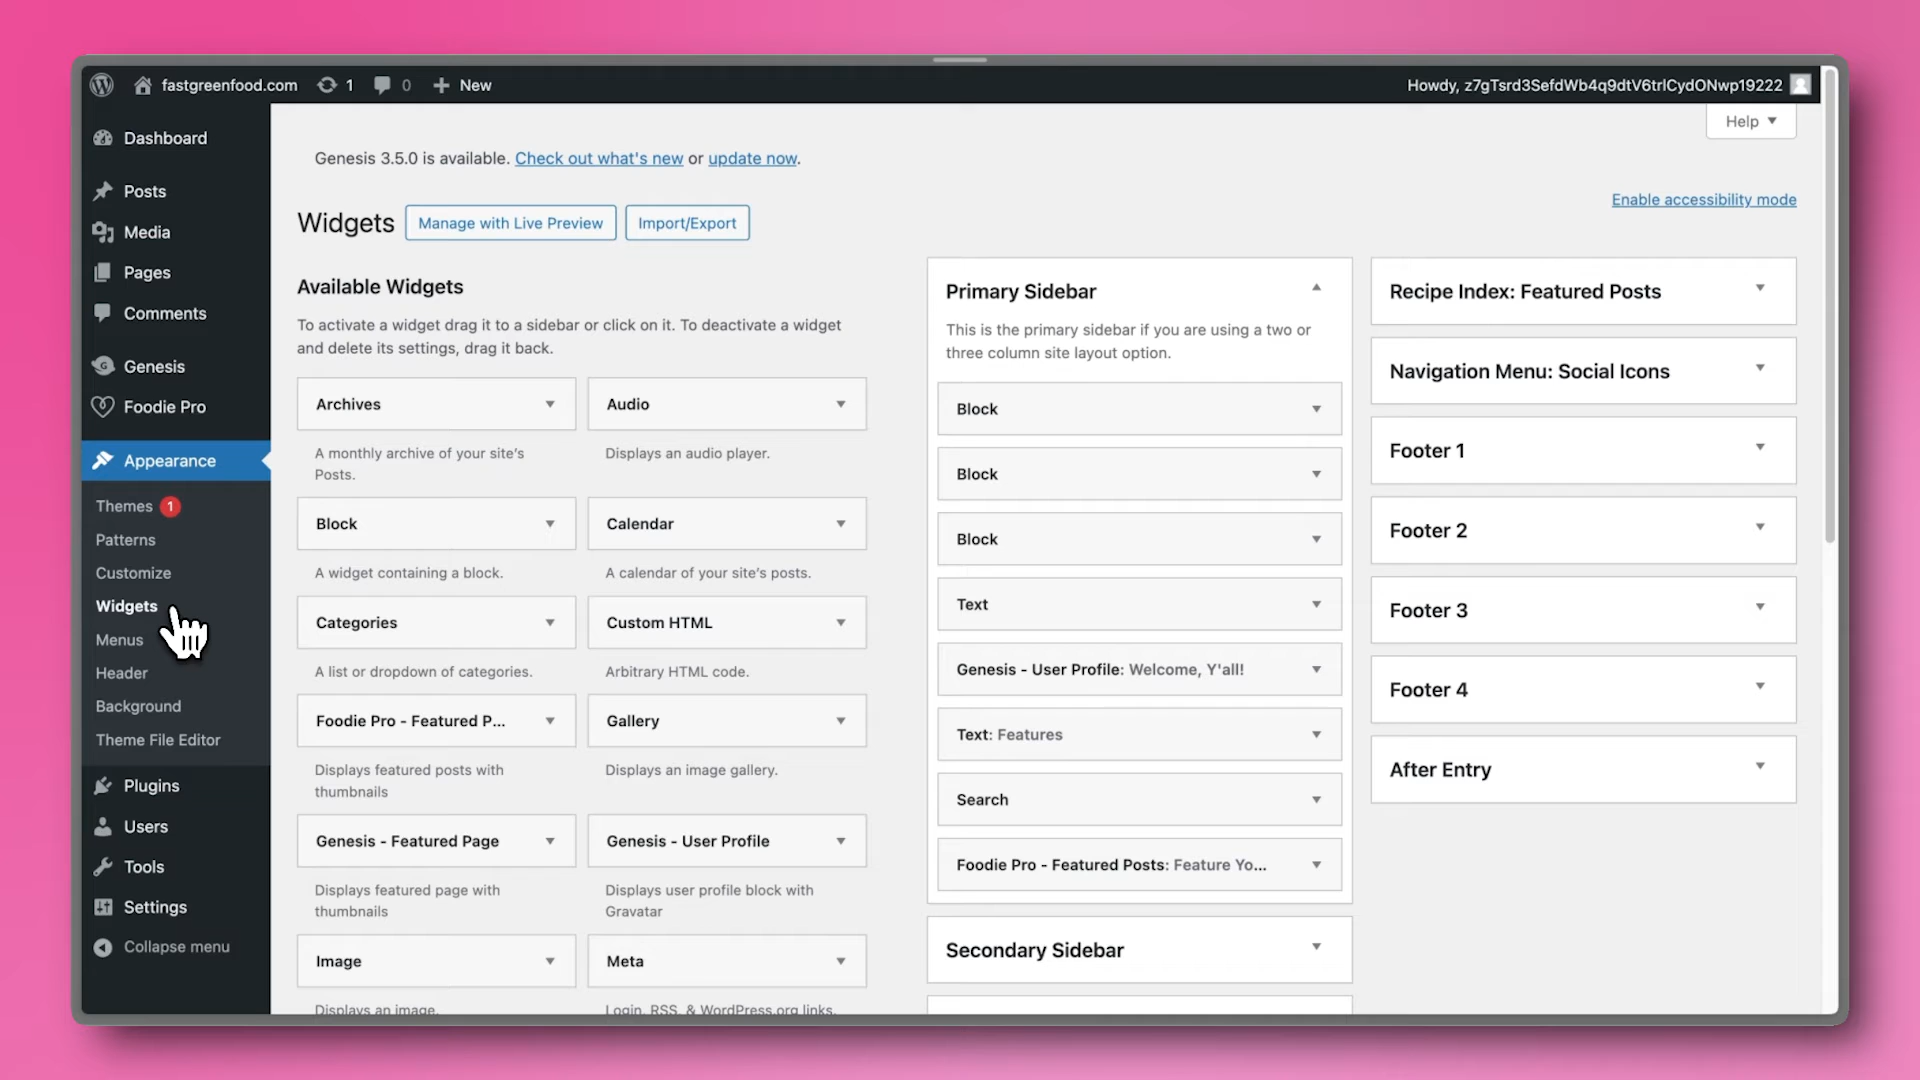 fastgreenfood.com
1
0
New
Howdy, z7gTsrd3SefdWb4q9dtV6trlCydONwp19222
Help
Dashboard
Posts
Media
Pages
Comments
Genesis
Foodie Pro
Appearance
Themes 1
Patterns
Customize
Widgets
Menus
Header
Background
Theme File Editor
Plugins
Users
Tools
Settings
Collapse menu
Genesis 3.5.0 is available. Check out what's new or update now.
Enable accessibility mode
Widgets
Manage with Live Preview
Import/Export
Available Widgets
To activate a widget drag it to a sidebar or click on it. To deactivate a widget
and delete its settings, drag it back.
Archives
A monthly archive of your site's
Posts.
Audio
Displays an audio player.
Block
A widget containing a block.
Calendar
A calendar of your site's posts.
Categories
A list or dropdown of categories.
Custom HTML
Arbitrary HTML code.
Foodie Pro - Featured P...
Displays featured posts with
thumbnails
Gallery
Displays an image gallery.
Genesis - Featured Page
Displays featured page with
thumbnails
Genesis - User Profile
Displays user profile block with
Gravatar
Image
Displays an image.
Meta
Login, RSS, & WordPress.org links.
Primary Sidebar
This is the primary sidebar if you are using a two or
three column site layout option.
Block
Block
Block
Text
Genesis - User Profile: Welcome, Y'all!
Text: Features
Search
Foodie Pro - Featured Posts: Feature Yo...
Secondary Sidebar
Recipe Index: Featured Posts
Navigation Menu: Social Icons
Footer 1
Footer 2
Footer 3
Footer 4
After Entry